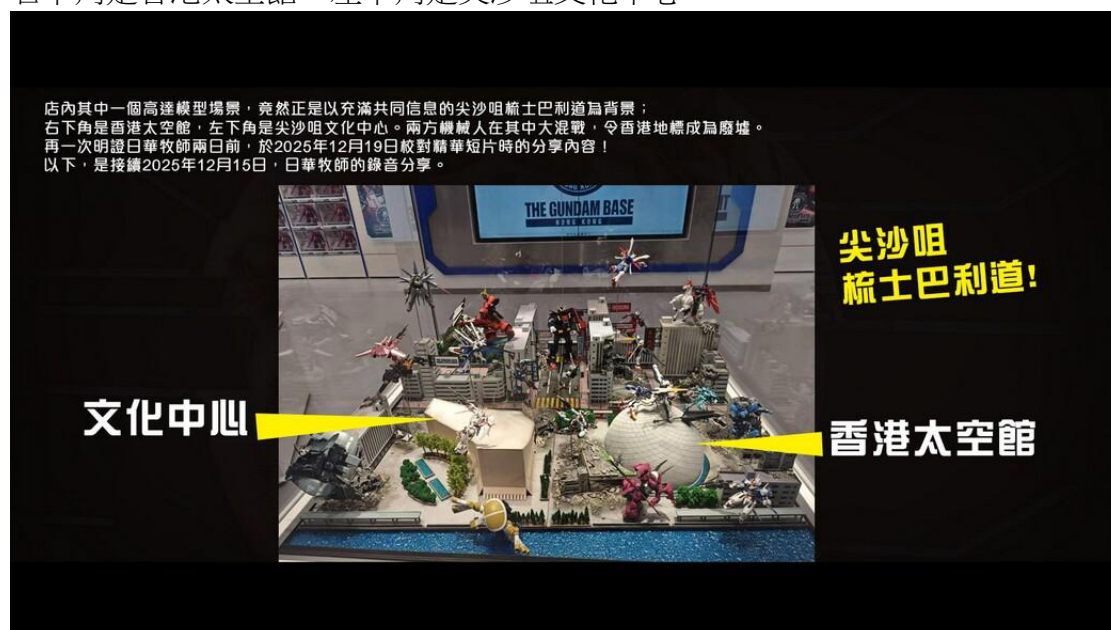 店內其中一個高達模型場景，竟然正是以充滿共同信息的尖沙咀梳士巴利道為背景；
右下角是香港太空館，左下角是尖沙咀文化中心。兩方機械人在其中大混戰，令香港地標成為廢墟。
再一次明證日華牧師兩日前，於2025年12月19日校對精華短片時的分享內容！
以下，是接續2025年12月15日，日華牧師的錄音分享。
THE GUNDAM BASE
HONG KONG
尖沙咀
梳士巴利道!
文化中心
香港太空館